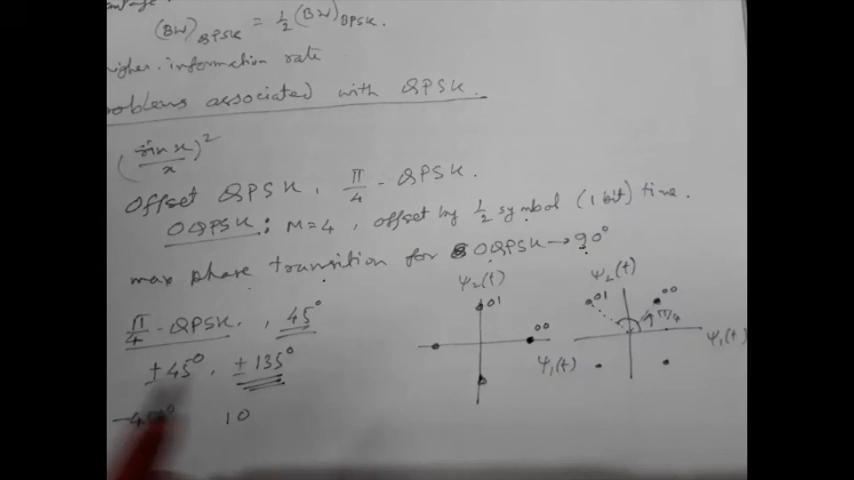 (BW)QPSK = 1/2 (BW)BPSK.
higher information rate
roblems associated with QPSK.
(sin x / x)²
Offset QPSK, π/4 - QPSK.
OQPSK: M=4, offset by 1/2 symbol (1 bit) time.
max phase transition for OQPSK → 90°
π/4 - QPSK, 45°
±45°, ±135°
10
ψ₂(t)
01
00
ψ₁(t)
ψ₂(t)
01
00
π/4
ψ₁(t)